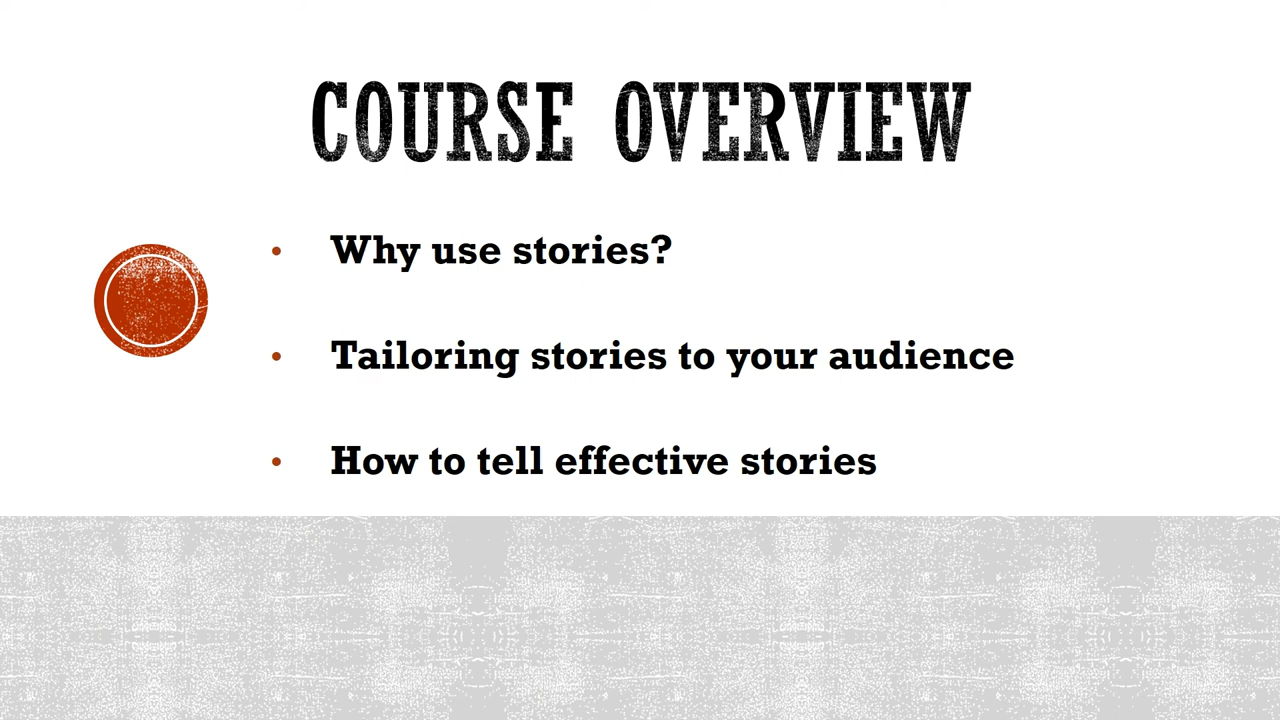 COURSE OVERVIEW
• Why use stories?
• Tailoring stories to your audience
• How to tell effective stories